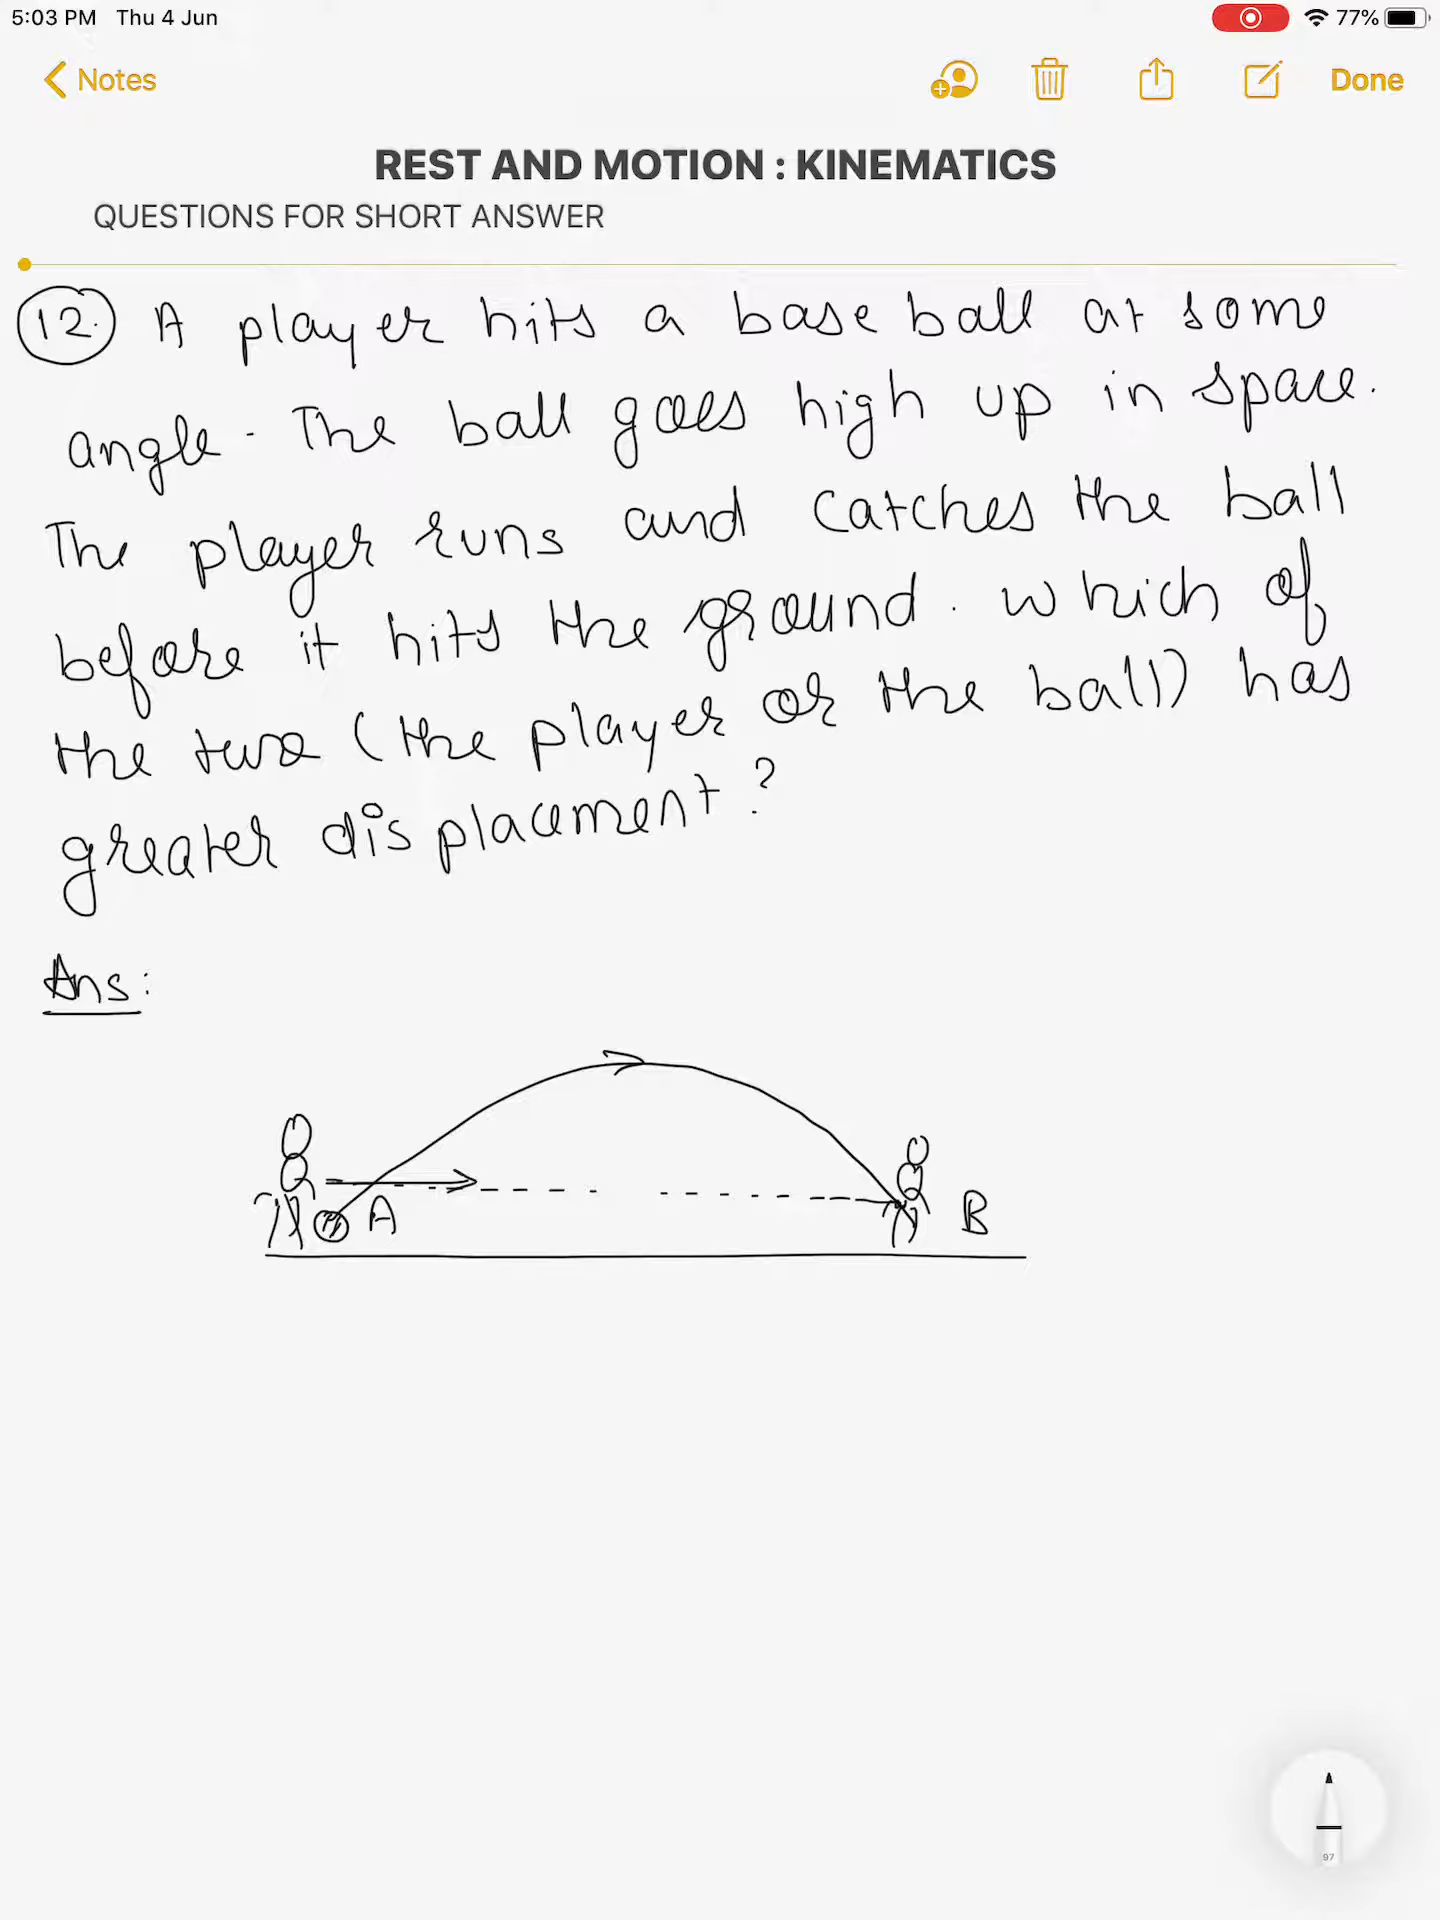 5:03 PM Thu 4 Jun 77%
Notes Done
REST AND MOTION : KINEMATICS
QUESTIONS FOR SHORT ANSWER
12. A player hits a base ball at some
angle. The ball goes high up in space.
The player runs and catches the ball
before it hits the ground. which of
the two (the player or the ball) has
greater displacement?
Ans:
A B
97